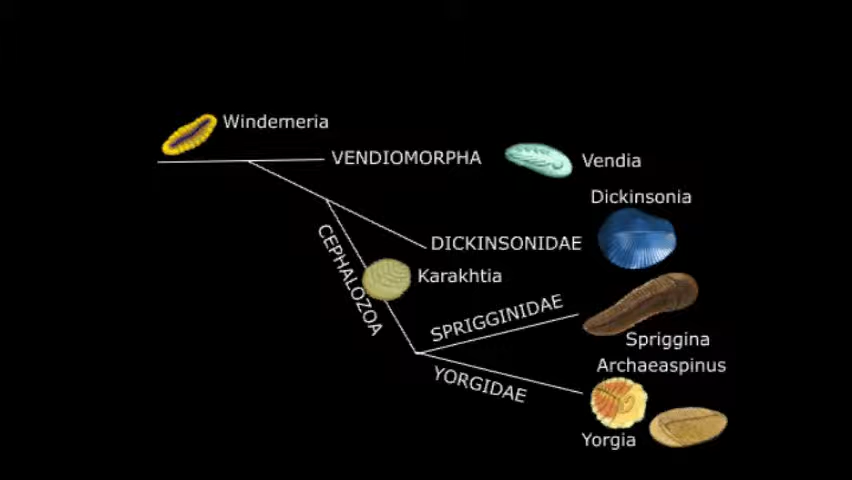 Windemeria
VENDIOMORPHA
Vendia
Dickinsonia
DICKINSONIDAE
CEPHALOZOA
Karakhtia
SPRIGGINIDAE
Spriggina
Archaeaspinus
YORGIDAE
Yorgia